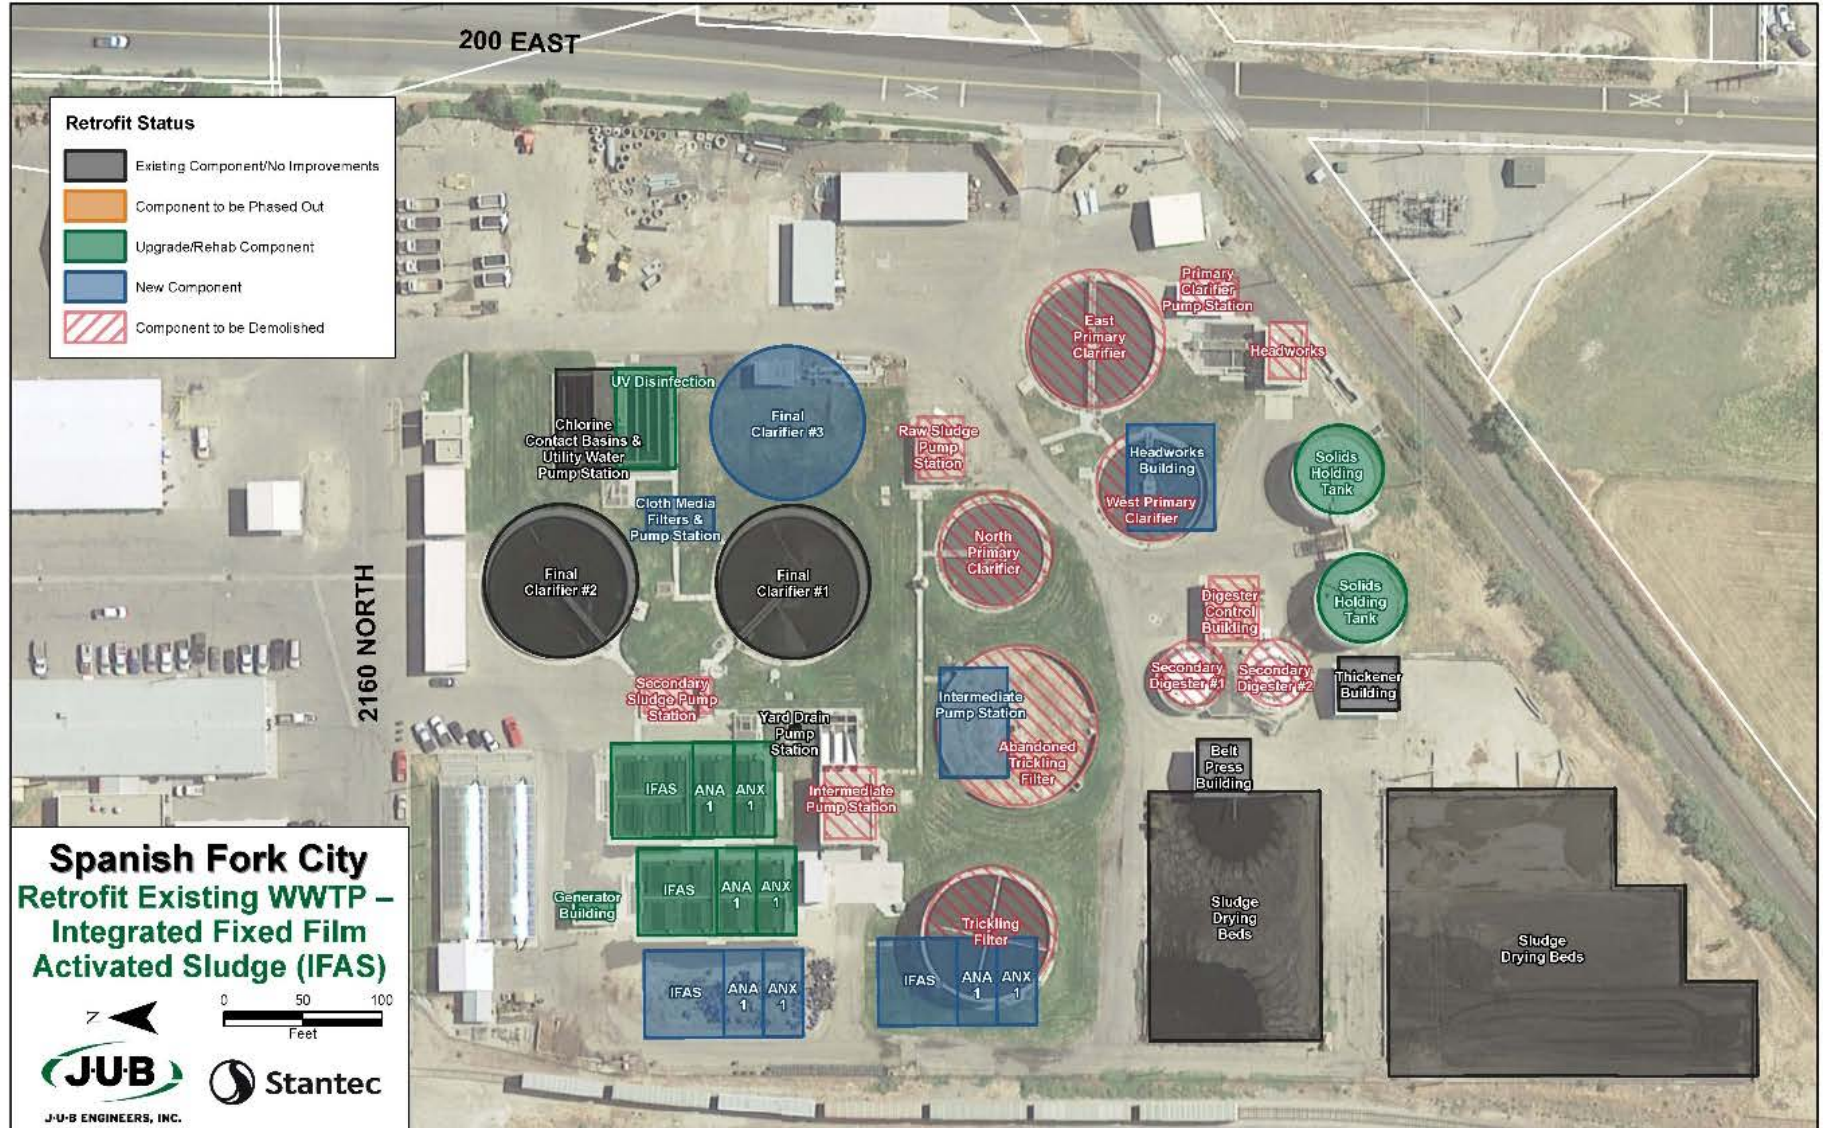 200 EAST
Retrofit Status
Existing Component/No Improvements
Component to be Phased Out
Upgrade/Rehab Component
New Component
Component to be Demolished
Primary
Clarifier
Pump Station
East
Primary
Clarifier
Headworks
UV Disinfection
Chlorine
Contact Basins &
Utility Water
Pump Station
Final
Clarifier #3
Raw Sludge
Pump
Station
Headworks
Building
West Primary
Clarifier
Solids
Holding
Tank
Cloth Media
Filters &
Pump Station
North
Primary
Clarifier
Final
Clarifier #2
Final
Clarifier #1
Solids
Holding
Tank
Digester
Control
Building
2160 NORTH
Secondary
Sludge Pump
Station
Secondary
Digester #1
Secondary
Digester #2
Thickener
Building
Intermediate
Pump Station
Yard Drain
Pump
Station
Abandoned
Trickling
Filter
Belt
Press
Building
IFAS
ANA
1
ANX
1
Intermediate
Pump Station
IFAS
ANA
1
ANX
1
Generator
Building
Trickling
Filter
Sludge
Drying
Beds
Sludge
Drying Beds
IFAS
ANA
1
ANX
1
IFAS
ANA
1
ANX
1
Spanish Fork City
Retrofit Existing WWTP –
Integrated Fixed Film
Activated Sludge (IFAS)
N
0 50 100
Feet
J·U·B
J·U·B ENGINEERS, INC.
Stantec